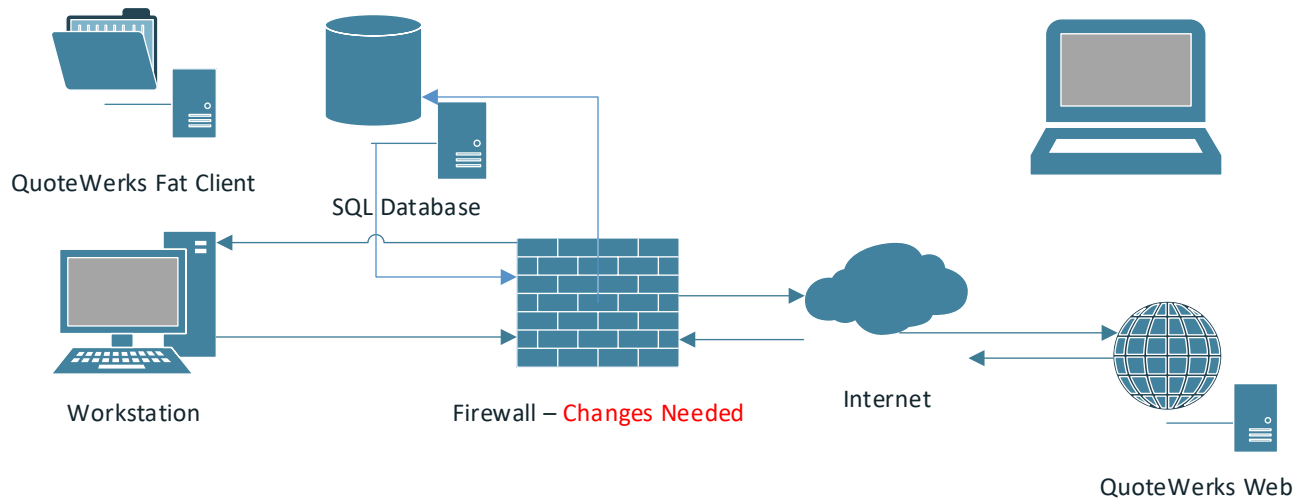 QuoteWerks Fat Client
SQL Database
Workstation
Firewall – Changes Needed
Internet
QuoteWerks Web